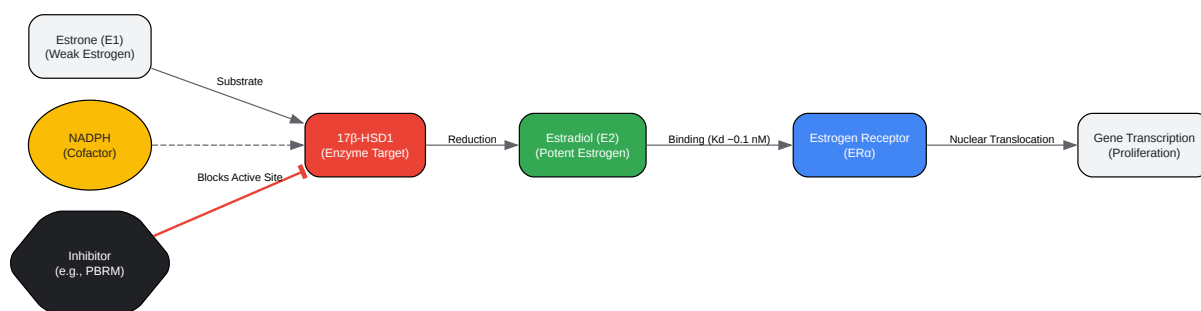 Estrone (E1)
(Weak Estrogen)
Substrate
NADPH
(Cofactor)
17β-HSD1
(Enzyme Target)
Reduction
Estradiol (E2)
(Potent Estrogen)
Binding (Kd ~0.1 nM)
Estrogen Receptor
(ERα)
Nuclear Translocation
Gene Transcription
(Proliferation)
Blocks Active Site
Inhibitor
(e.g., PBRM)